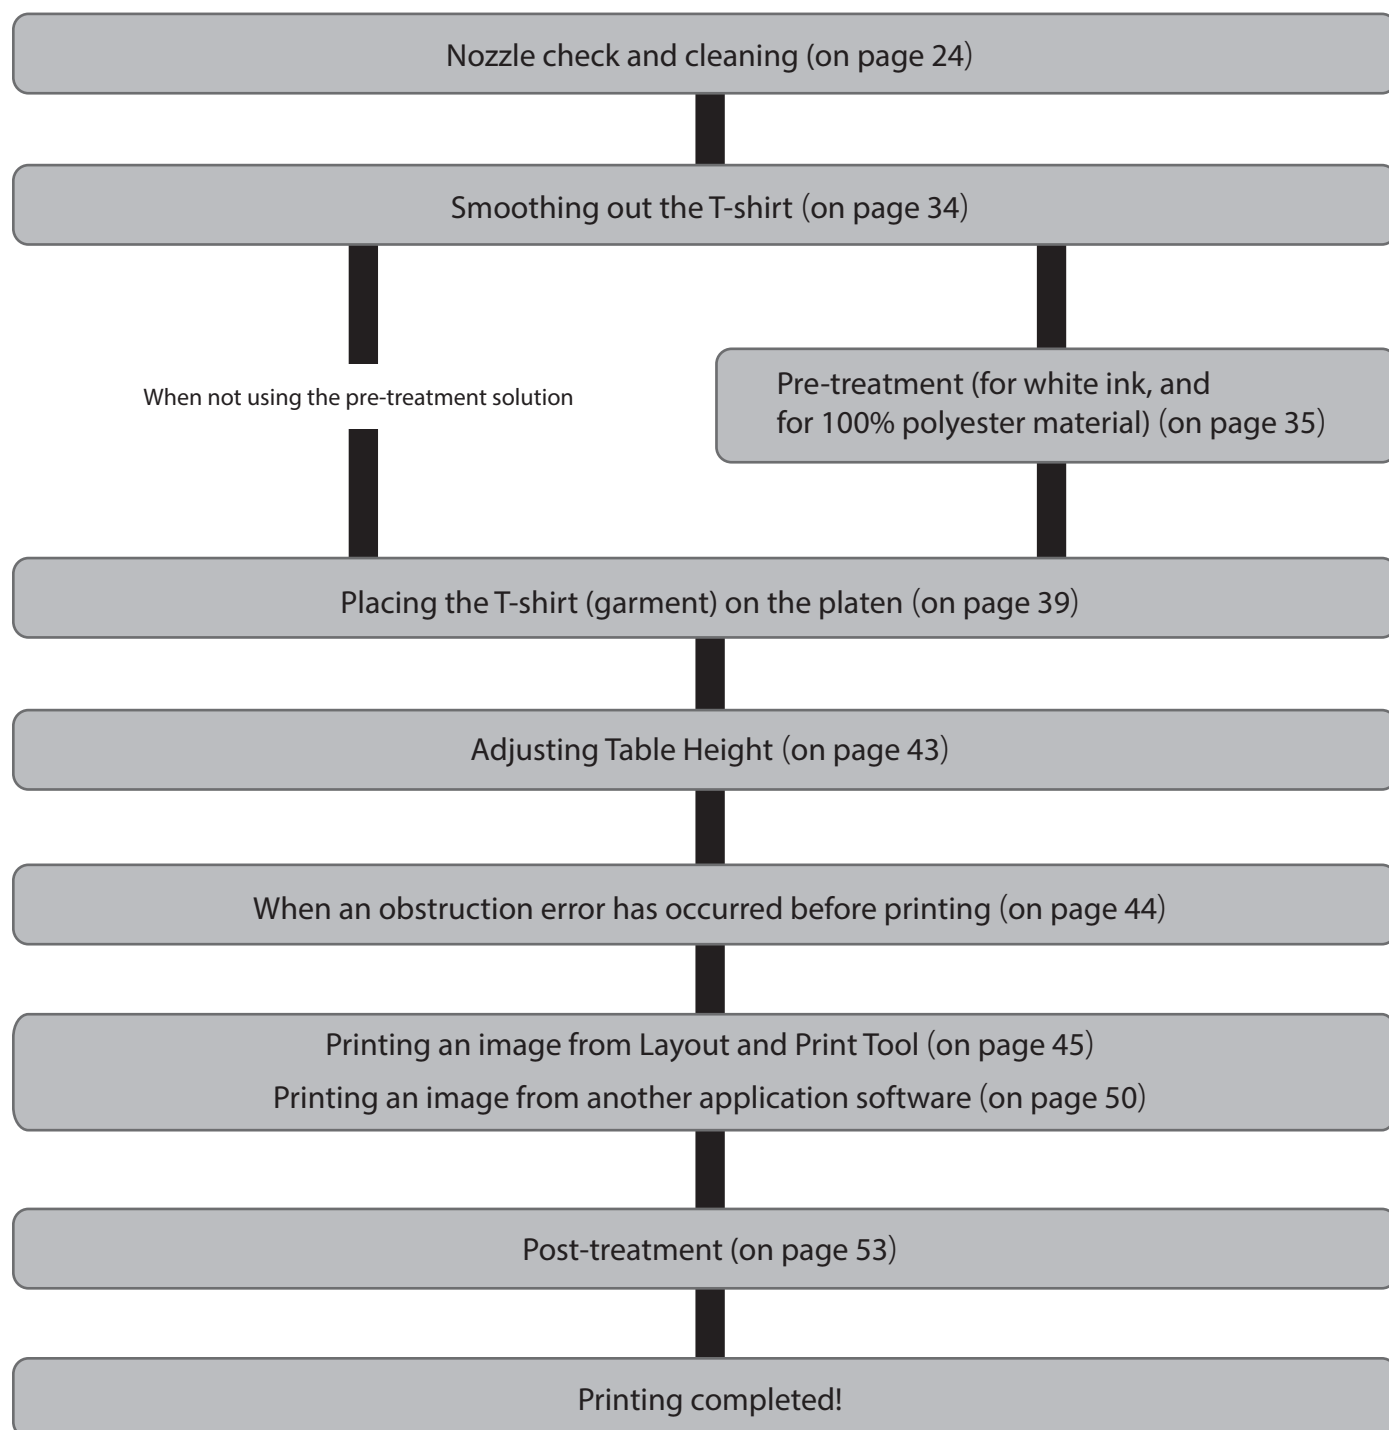 Nozzle check and cleaning (on page 24)
Smoothing out the T-shirt (on page 34)
When not using the pre-treatment solution
Pre-treatment (for white ink, and
for 100% polyester material) (on page 35)
Placing the T-shirt (garment) on the platen (on page 39)
Adjusting Table Height (on page 43)
When an obstruction error has occurred before printing (on page 44)
Printing an image from Layout and Print Tool (on page 45)
Printing an image from another application software (on page 50)
Post-treatment (on page 53)
Printing completed!